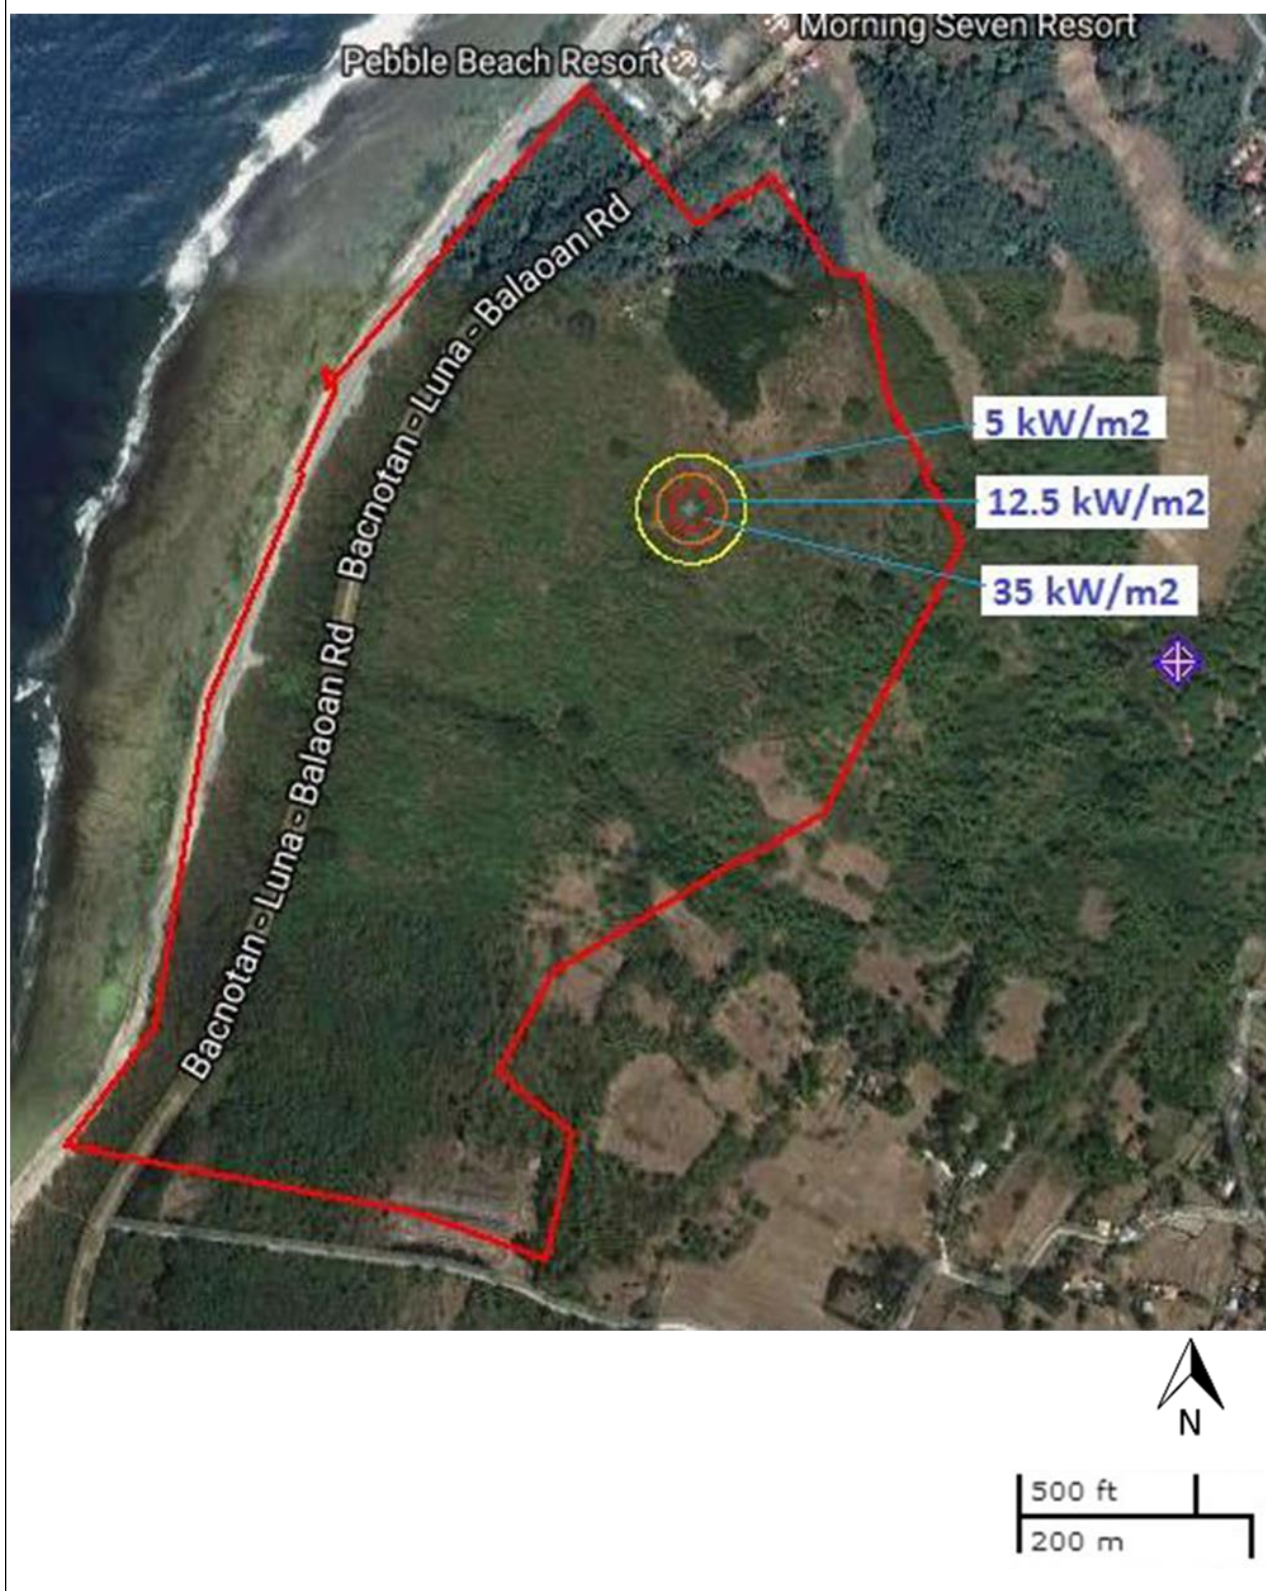 Morning Seven Resort
Pebble Beach Resort
Bacnotan - Luna - Balaoan Rd
Bacnotan - Luna - Balaoan Rd
5 kW/m2
12.5 kW/m2
35 kW/m2
N
500 ft
200 m